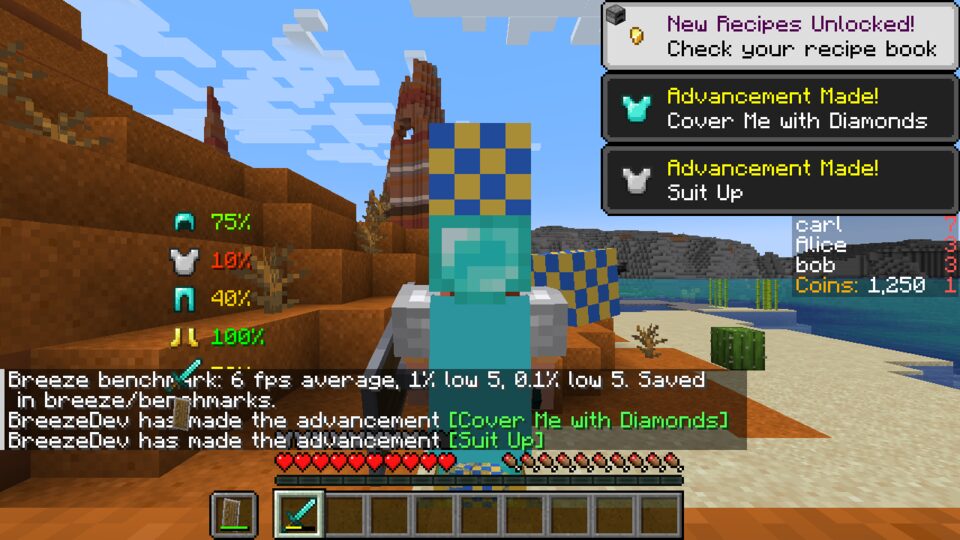 New Recipes Unlocked!
Check your recipe book
Advancement Made!
Cover Me with Diamonds
Advancement Made!
Suit Up
75%
10%
40%
100%
carl 7
Alice 3
bob 3
Coins: 1,250 1
Breeze benchmark: 6 fps average, 1% low 5, 0.1% low 5. Saved
in breeze/benchmarks.
BreezeDev has made the advancement [Cover Me with Diamonds]
BreezeDev has made the advancement [Suit Up]